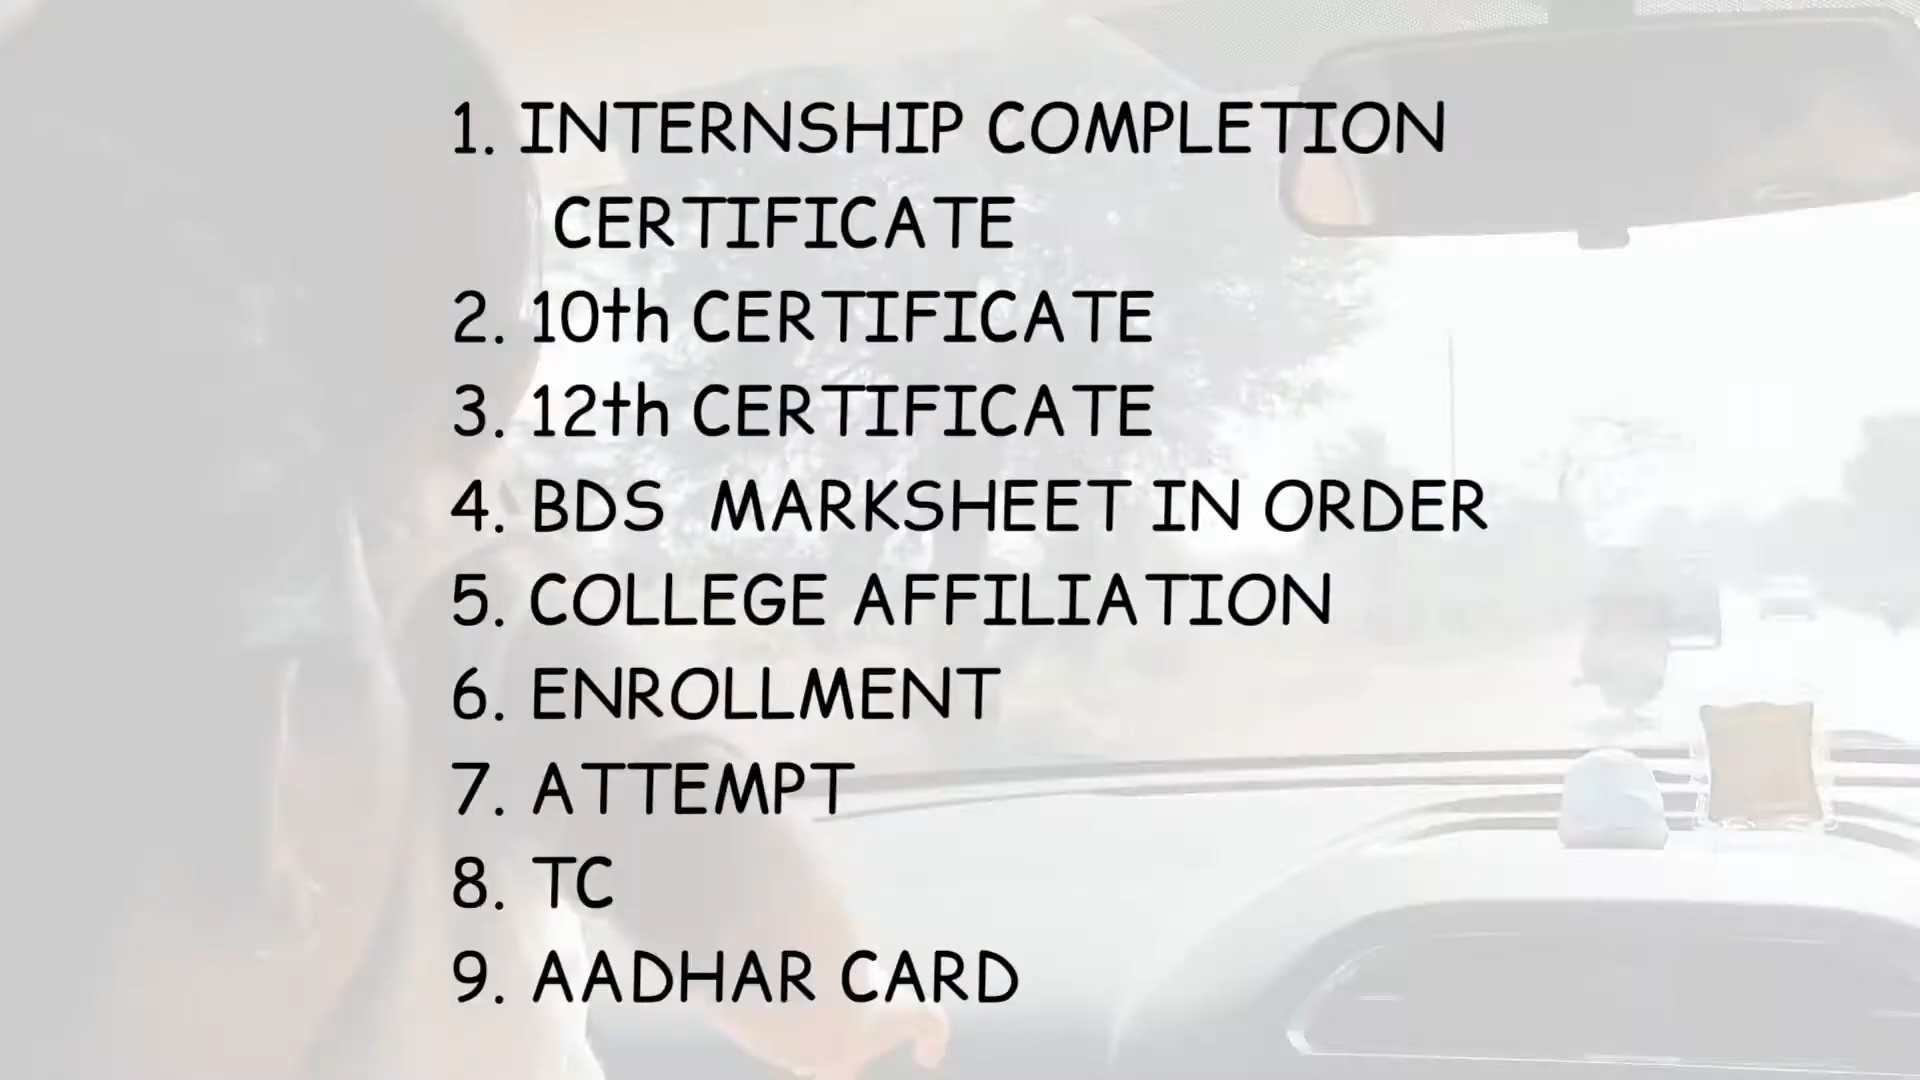 1. INTERNSHIP COMPLETION
CERTIFICATE
2. 10th CERTIFICATE
3. 12th CERTIFICATE
4. BDS MARKSHEET IN ORDER
5. COLLEGE AFFILIATION
6. ENROLLMENT
7. ATTEMPT
8. TC
9. AADHAR CARD